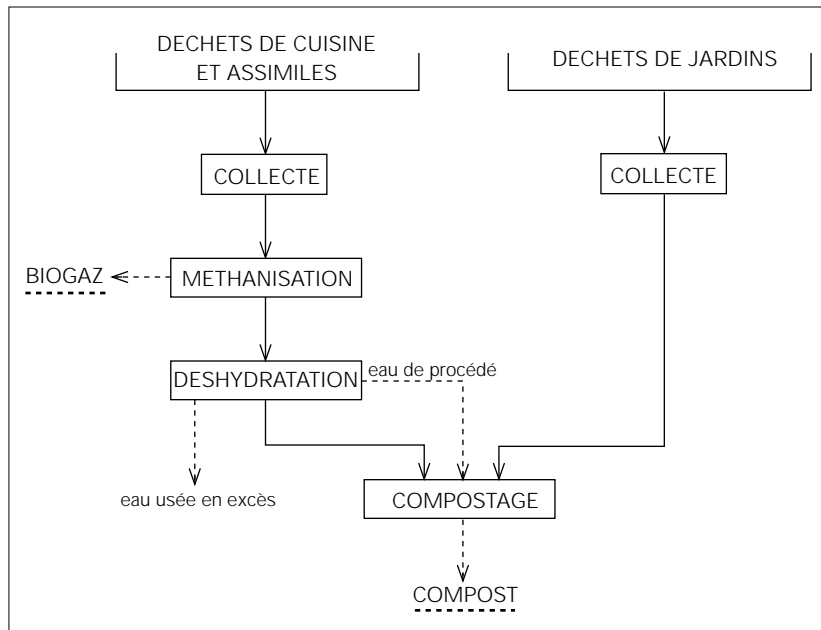 DECHETS DE CUISINE
ET ASSIMILES
DECHETS DE JARDINS
COLLECTE
COLLECTE
BIOGAZ
METHANISATION
DESHYDRATATION
eau de procédé
eau usée en excès
COMPOSTAGE
COMPOST